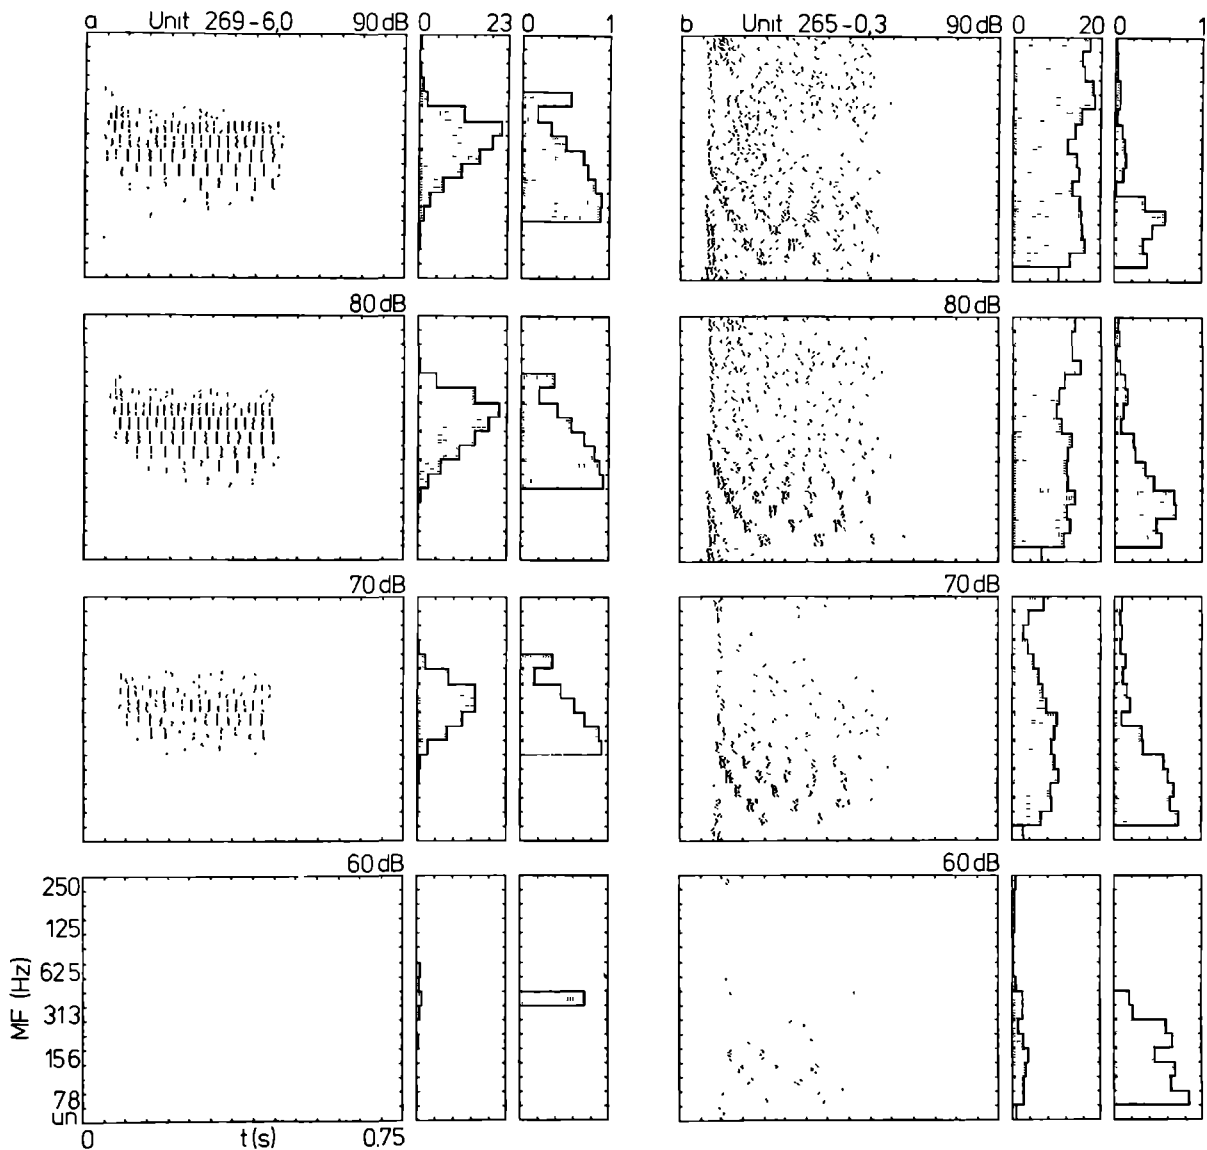 a Unit 269-6,0 90 dB 0 23 0 1
b Unit 265-0,3 90 dB 0 20 0 1
80 dB
80 dB
70 dB
70 dB
60 dB
60 dB
MF (Hz)
250
125
62 5
31 3
15 6
7 8
un
0 t(s) 0.75